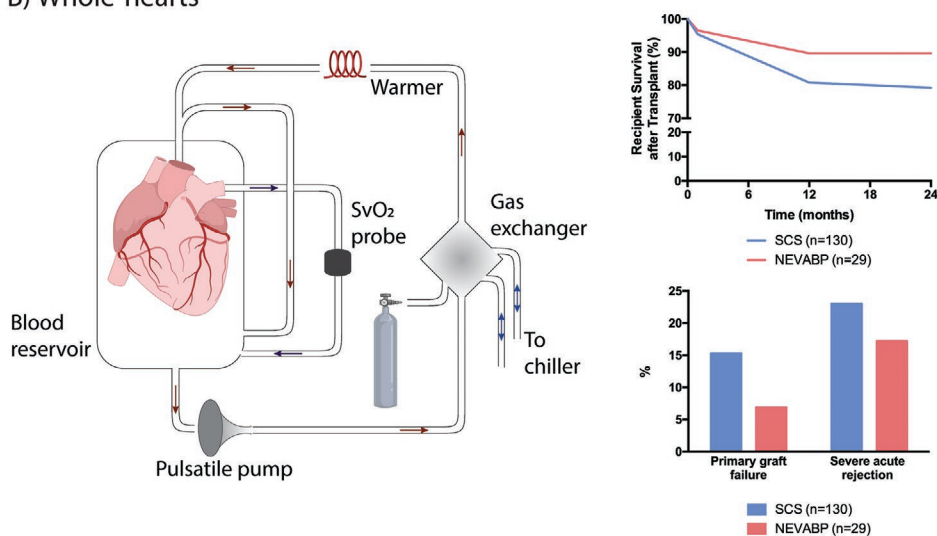 B) Whole hearts
Warmer
SvO₂
probe
Gas
exchanger
Blood
reservoir
To
chiller
Pulsatile pump
Recipient Survival
after Transplant (%)
100
90
80
70
20
10
0
0 6 12 18 24
Time (months)
SCS (n=130)
NEVABP (n=29)
%
25
20
15
10
5
0
Primary graft
failure
Severe acute
rejection
SCS (n=130)
NEVABP (n=29)